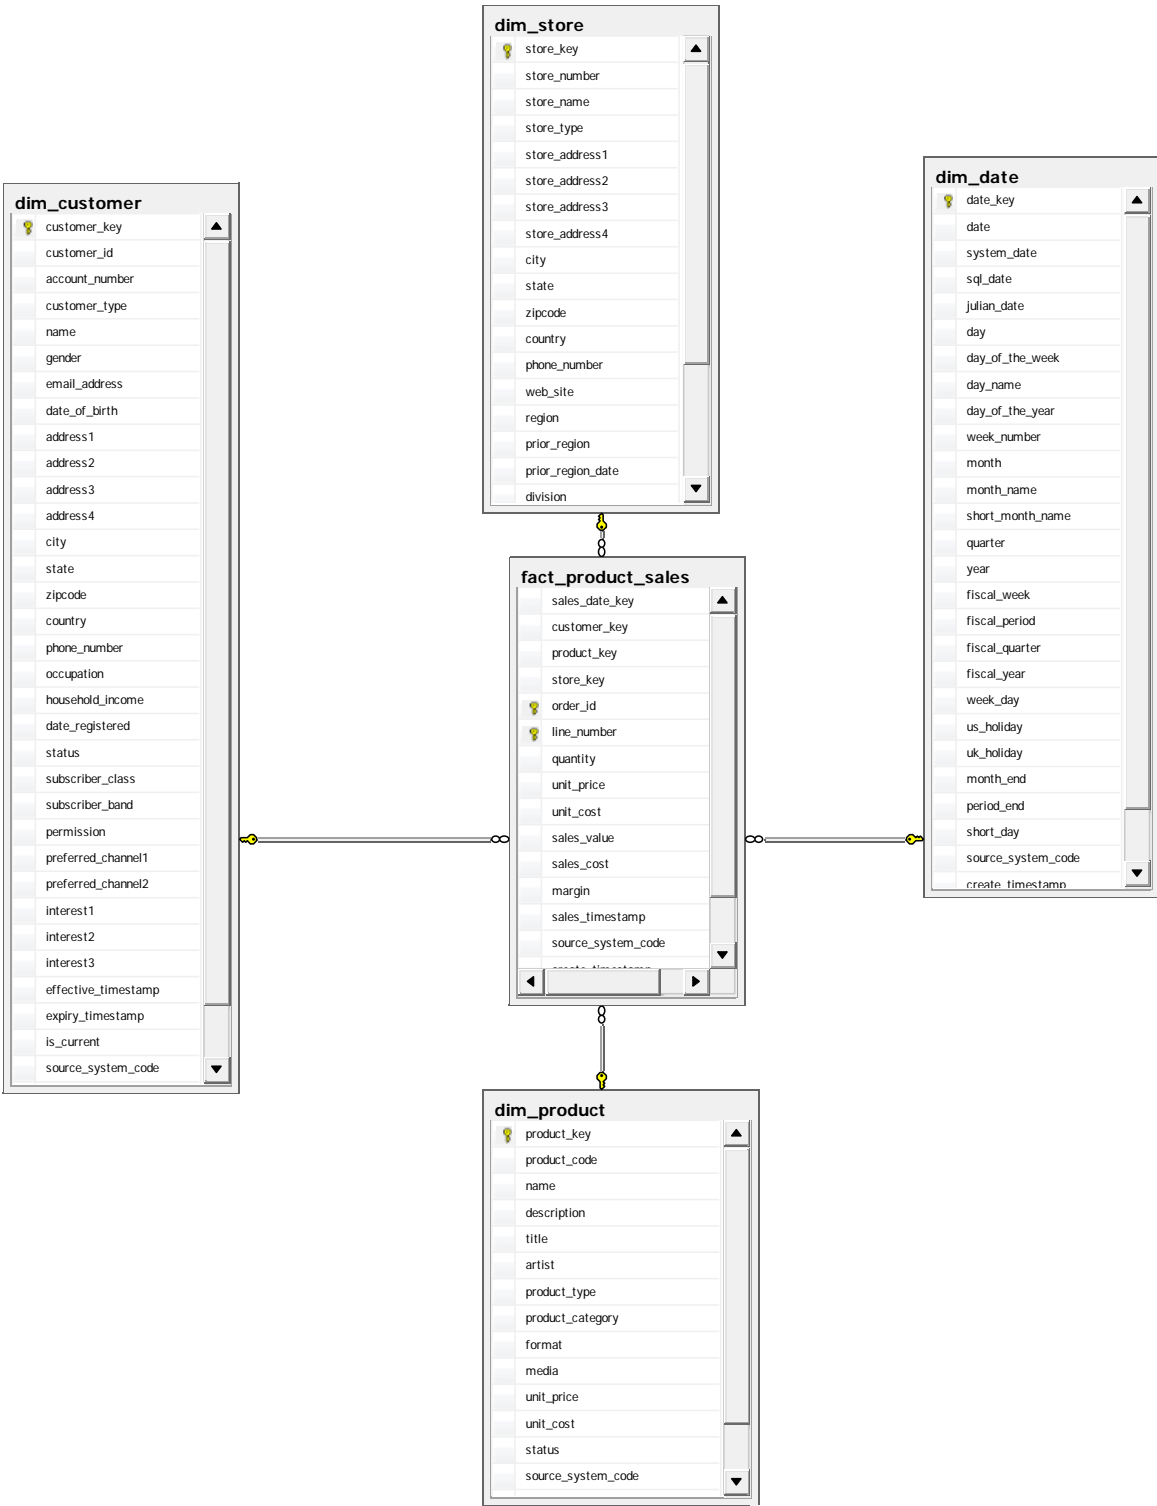 dim_store
store_key
store_number
store_name
store_type
store_address1
store_address2
store_address3
store_address4
city
state
zipcode
country
phone_number
web_site
region
prior_region
prior_region_date
division
dim_customer
customer_key
customer_id
account_number
customer_type
name
gender
email_address
date_of_birth
address1
address2
address3
address4
city
state
zipcode
country
phone_number
occupation
household_income
date_registered
status
subscriber_class
subscriber_band
permission
preferred_channel1
preferred_channel2
interest1
interest2
interest3
effective_timestamp
expiry_timestamp
is_current
source_system_code
dim_date
date_key
date
system_date
sql_date
julian_date
day
day_of_the_week
day_name
day_of_the_year
week_number
month
month_name
short_month_name
quarter
year
fiscal_week
fiscal_period
fiscal_quarter
fiscal_year
week_day
us_holiday
uk_holiday
month_end
period_end
short_day
source_system_code
create_timestamp
fact_product_sales
sales_date_key
customer_key
product_key
store_key
order_id
line_number
quantity
unit_price
unit_cost
sales_value
sales_cost
margin
sales_timestamp
source_system_code
dim_product
product_key
product_code
name
description
title
artist
product_type
product_category
format
media
unit_price
unit_cost
status
source_system_code